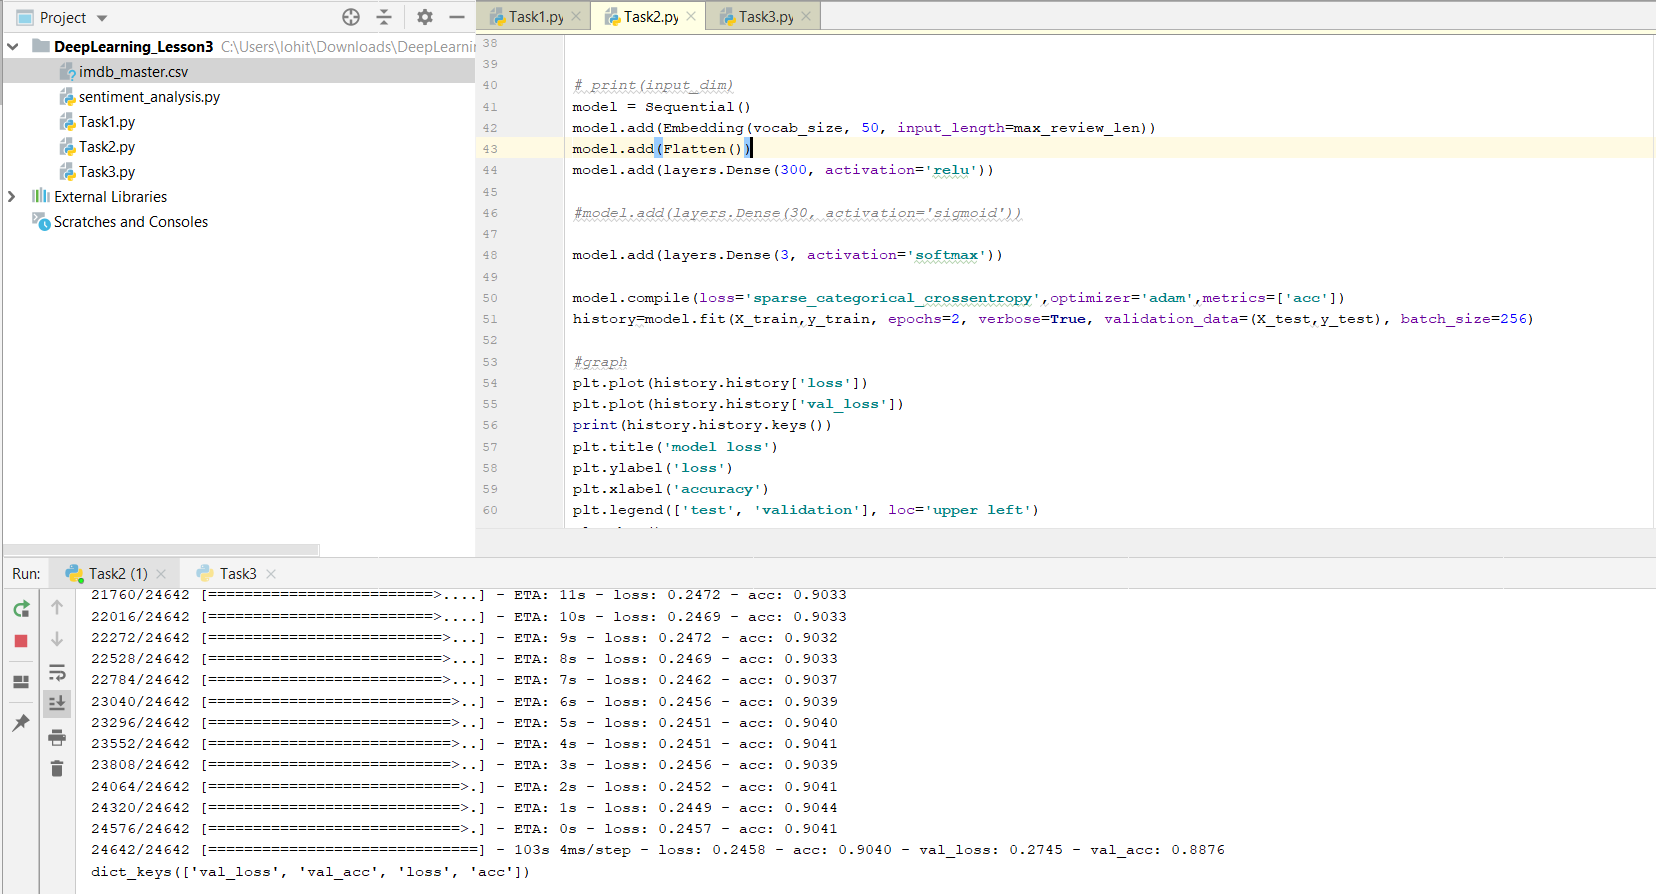 Project
DeepLearning_Lesson3 C:\Users\lohit\Downloads\DeepLearni
imdb_master.csv
sentiment_analysis.py
Task1.py
Task2.py
Task3.py
External Libraries
Scratches and Consoles
Task1.py Task2.py Task3.py
38
39
40 # print(input_dim)
41 model = Sequential()
42 model.add(Embedding(vocab_size, 50, input_length=max_review_len))
43 model.add(Flatten())
44 model.add(layers.Dense(300, activation='relu'))
45
46 #model.add(layers.Dense(30, activation='sigmoid'))
47
48 model.add(layers.Dense(3, activation='softmax'))
49
50 model.compile(loss='sparse_categorical_crossentropy',optimizer='adam',metrics=['acc'])
51 history=model.fit(X_train,y_train, epochs=2, verbose=True, validation_data=(X_test,y_test), batch_size=256)
52
53 #graph
54 plt.plot(history.history['loss'])
55 plt.plot(history.history['val_loss'])
56 print(history.history.keys())
57 plt.title('model loss')
58 plt.ylabel('loss')
59 plt.xlabel('accuracy')
60 plt.legend(['test', 'validation'], loc='upper left')
Run: Task2 (1) Task3
21760/24642 [=========================>....] - ETA: 11s - loss: 0.2472 - acc: 0.9033
22016/24642 [=========================>....] - ETA: 10s - loss: 0.2469 - acc: 0.9033
22272/24642 [==========================>...] - ETA: 9s - loss: 0.2472 - acc: 0.9032
22528/24642 [==========================>...] - ETA: 8s - loss: 0.2469 - acc: 0.9033
22784/24642 [==========================>...] - ETA: 7s - loss: 0.2462 - acc: 0.9037
23040/24642 [===========================>..] - ETA: 6s - loss: 0.2456 - acc: 0.9039
23296/24642 [===========================>..] - ETA: 5s - loss: 0.2451 - acc: 0.9040
23552/24642 [===========================>..] - ETA: 4s - loss: 0.2451 - acc: 0.9041
23808/24642 [===========================>..] - ETA: 3s - loss: 0.2456 - acc: 0.9039
24064/24642 [============================>.] - ETA: 2s - loss: 0.2452 - acc: 0.9041
24320/24642 [============================>.] - ETA: 1s - loss: 0.2449 - acc: 0.9044
24576/24642 [============================>.] - ETA: 0s - loss: 0.2457 - acc: 0.9041
24642/24642 [==============================] - 103s 4ms/step - loss: 0.2458 - acc: 0.9040 - val_loss: 0.2745 - val_acc: 0.8876
dict_keys(['val_loss', 'val_acc', 'loss', 'acc'])